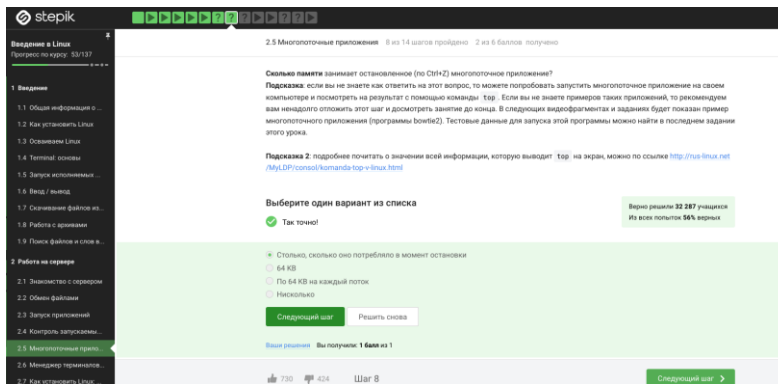 stepik
Введение в Linux
Прогресс по курсу: 53/137
1 Введение
1.1 Общая информация о ...
1.2 Как установить Linux
1.3 Осваиваем Linux
1.4 Terminal: основы
1.5 Запуск исполняемых ...
1.6 Ввод / вывод
1.7 Скачивание файлов из...
1.8 Работа с архивами
1.9 Поиск файлов и слов в...
2 Работа на сервере
2.1 Знакомство с сервером
2.2 Обмен файлами
2.3 Запуск приложений
2.4 Контроль запускаемы...
2.5 Многопоточные прило...
2.6 Менеджер терминалов...
2.7 Как установить Linux: ...
2.5 Многопоточные приложения 8 из 14 шагов пройдено 2 из 6 баллов получено
Сколько памяти занимает остановленное (по Ctrl+Z) многопоточное приложение?
Подсказка: если вы не знаете как ответить на этот вопрос, то можете попробовать запустить многопоточное приложение на своем
компьютере и посмотреть на результат с помощью команды top. Если вы не знаете примеров таких приложений, то рекомендуем
вам ненадолго отложить этот шаг и досмотреть занятие до конца. В следующих видеофрагментах и заданиях будет показан пример
многопоточного приложения (программы bowtie2). Тестовые данные для запуска этой программы можно найти в последнем задании
этого урока.
Подсказка 2: подробнее почитать о значении всей информации, которую выводит top на экран, можно по ссылке http://rus-linux.net
/MyLDP/consol/komanda-top-v-linux.html
Выберите один вариант из списка
Так точно!
Верно решили 32 287 учащихся
Из всех попыток 56% верных
Столько, сколько оно потребляло в момент остановки
64 KB
По 64 KB на каждый поток
Нисколько
Следующий шаг Решить снова
Ваши решения Вы получили: 1 балл из 1
730 424 Шаг 8 Следующий шаг